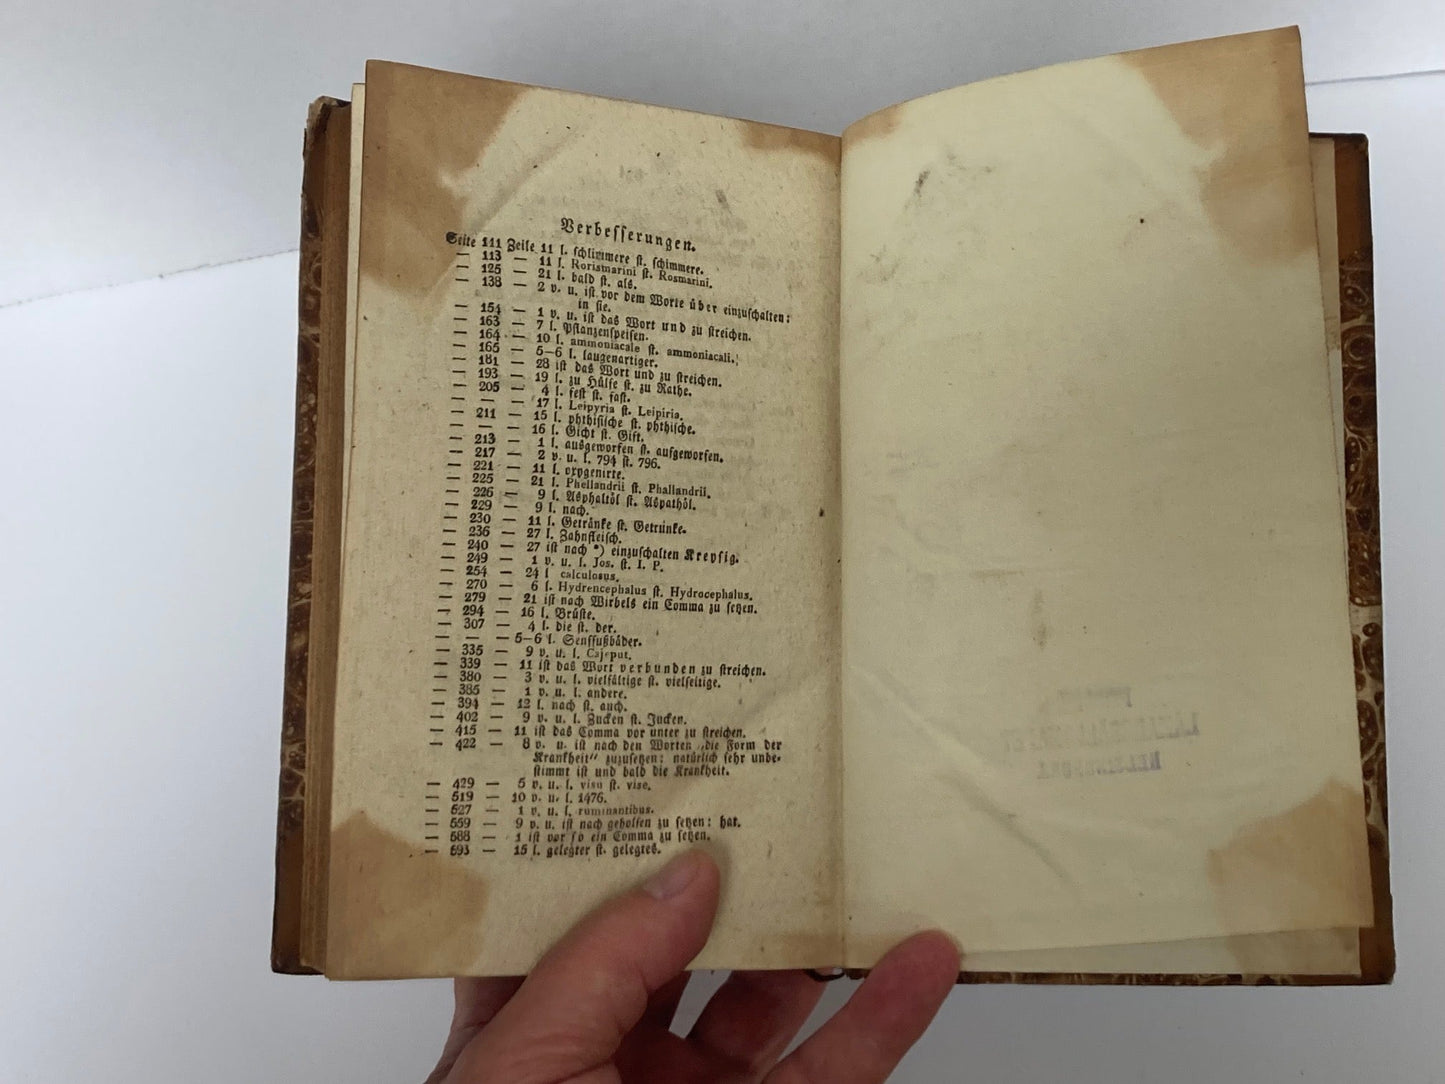 Verbesserungen.
Seite 111 Zeile 11 l. schlimmere st. schimmere.
— 113 — 11 l. Rorismarini st. Rosmarini.
— 125 — 21 l. bald st. als.
— 138 — 2 v. u. ist vor dem Worte über einzuschalten:
in sie.
— 154 — 1 v. u. ist das Wort und zu streichen.
— 163 — 7 l. Pflanzenspeisen.
— 164 — 10 l. ammoniacale st. ammoniacali.
— 165 — 5–6 l. laugenartiger.
— 181 — 28 ist das Wort und zu streichen.
— 193 — 19 l. zu Hülfe st. zu Rathe.
— 205 — 4 l. fest st. fast.
— — — 17 l. Leipyria st. Leipiria.
— 211 — 15 l. phthisische st. phthische.
— — — 16 l. Gicht st. Gift.
— 213 — 1 l. ausgeworfen st. aufgeworfen.
— 217 — 2 v. u. l. 794 st. 796.
— 221 — 11 l. oxygenirte.
— 225 — 21 l. Phellandrii st. Phallandrii.
— 226 — 9 l. Asphaltöl st. Aspathöl.
— 229 — 9 l. nach.
— 230 — 11 l. Getränke st. Getrunke.
— 236 — 27 l. Zahnfleisch.
— 240 — 27 ist nach *) einzuschalten Kreysig.
— 249 — 1 v. u. l. Jos. st. I. P.
— 254 — 24 l calculosus.
— 270 — 6 l. Hydrencephalus st. Hydrocephalus.
— 279 — 21 ist nach Wirbels ein Comma zu setzen.
— 294 — 16 l. Brüste.
— 307 — 4 l. die st. der.
— — — 5–6 l. Senffußbäder.
— 335 — 9 v. u. l. Cajeput.
— 339 — 11 ist das Wort verbunden zu streichen.
— 380 — 3 v. u. l. vielfältige st. vielseitige.
— 385 — 1 v. u. l. andere.
— 394 — 12 l. nach st. auch.
— 402 — 9 v. u. l. Zucken st. Jucken.
— 415 — 11 ist das Comma vor unter zu streichen.
— 422 — 8 v. u. ist nach den Worten „die Form der
Krankheit“ zuzusetzen: natürlich sehr unbe-
stimmt ist und bald die Krankheit.
— 429 — 5 v. u. l. visu st. vise.
— 519 — 10 v. u. l. 1476.
— 527 — 1 v. u. l. ruminantibus.
— 559 — 9 v. u. ist nach geholfen zu setzen: hat.
— 588 — 1 ist vor so ein Comma zu setzen.
— 593 — 15 l. gelegter st. gelegtes.